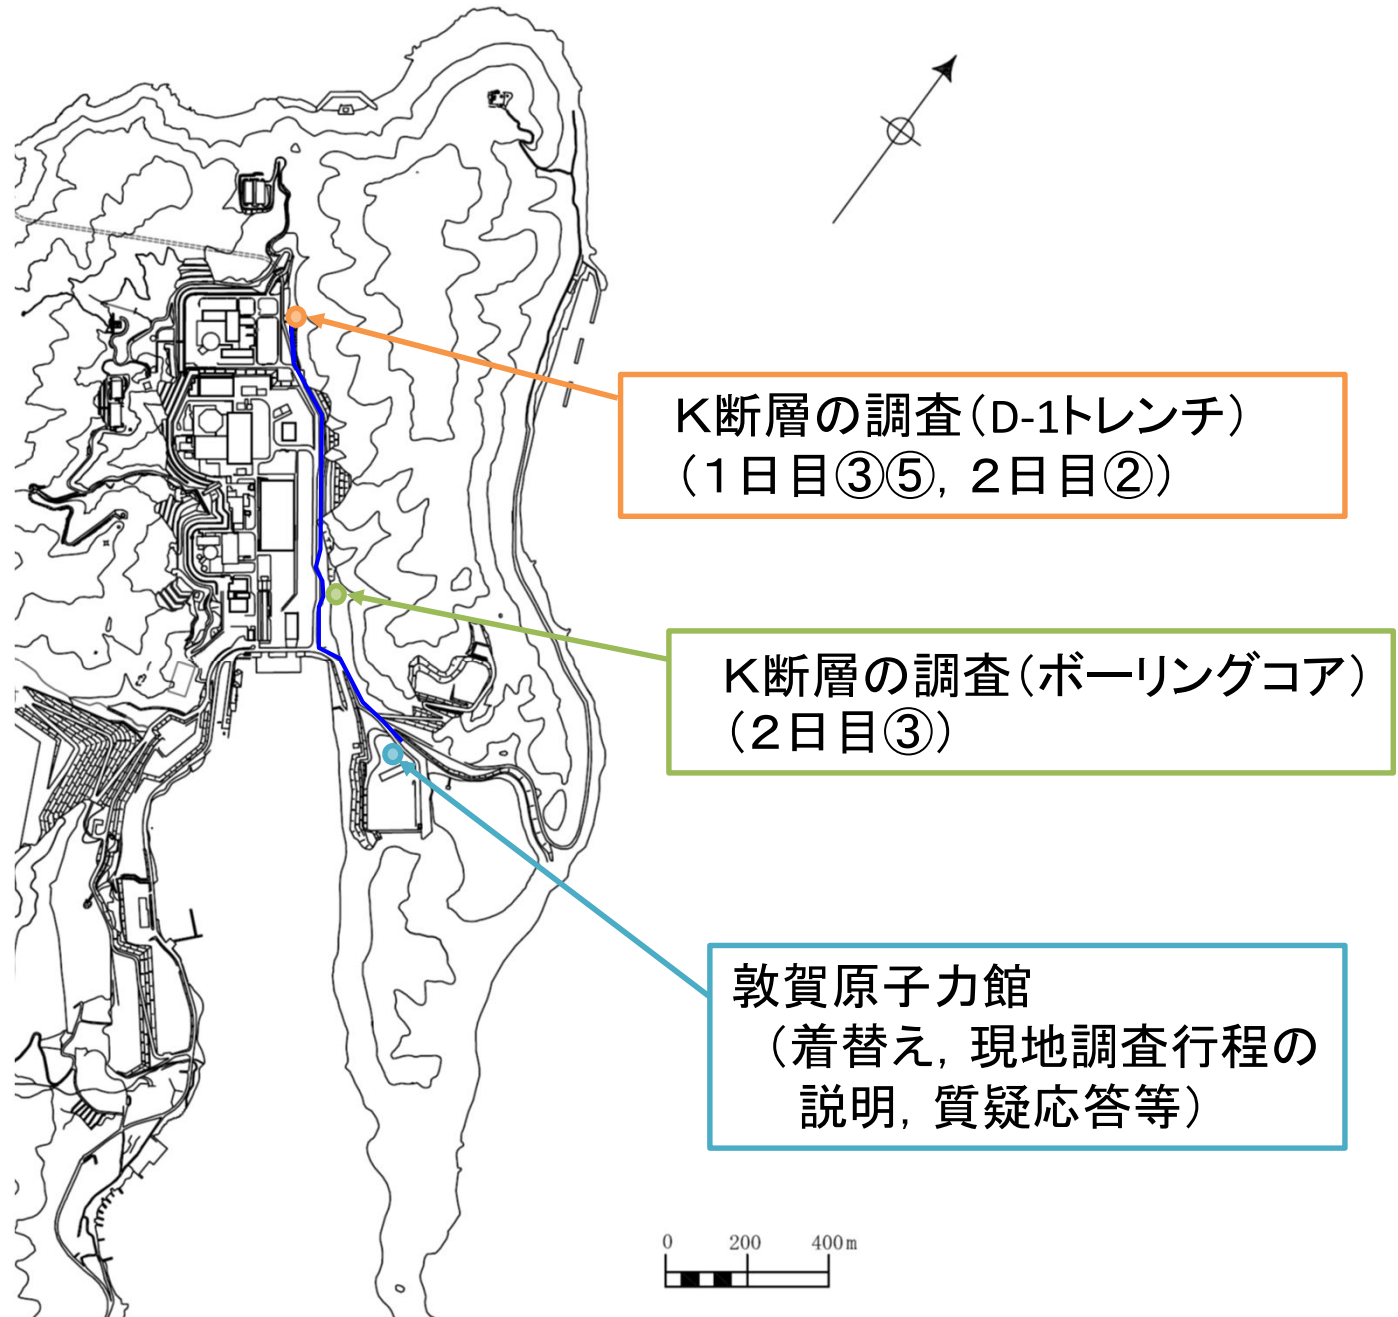 K断層の調査(D-1トレンチ)
(1日目③⑤, 2日目②)
K断層の調査(ボーリングコア)
(2日目③)
敦賀原子力館
(着替え, 現地調査行程の
説明, 質疑応答等)
0 200 400m